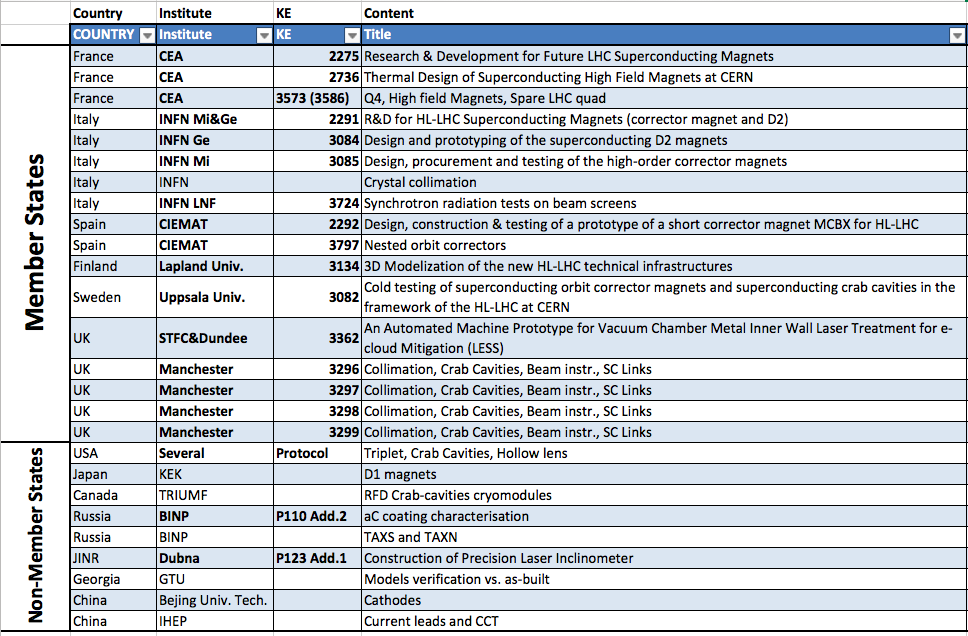 Country Institute KE Content
COUNTRY Institute KE Title
Member States
France CEA 2275 Research & Development for Future LHC Superconducting Magnets
France CEA 2736 Thermal Design of Superconducting High Field Magnets at CERN
France CEA 3573 (3586) Q4, High field Magnets, Spare LHC quad
Italy INFN Mi&Ge 2291 R&D for HL-LHC Superconducting Magnets (corrector magnet and D2)
Italy INFN Ge 3084 Design and prototyping of the superconducting D2 magnets
Italy INFN Mi 3085 Design, procurement and testing of the high-order corrector magnets
Italy INFN Crystal collimation
Italy INFN LNF 3724 Synchrotron radiation tests on beam screens
Spain CIEMAT 2292 Design, construction & testing of a prototype of a short corrector magnet MCBX for HL-LHC
Spain CIEMAT 3797 Nested orbit correctors
Finland Lapland Univ. 3134 3D Modelization of the new HL-LHC technical infrastructures
Sweden Uppsala Univ. 3082 Cold testing of superconducting orbit corrector magnets and superconducting crab cavities in the
framework of the HL-LHC at CERN
UK STFC&Dundee 3362 An Automated Machine Prototype for Vacuum Chamber Metal Inner Wall Laser Treatment for e-
cloud Mitigation (LESS)
UK Manchester 3296 Collimation, Crab Cavities, Beam instr., SC Links
UK Manchester 3297 Collimation, Crab Cavities, Beam instr., SC Links
UK Manchester 3298 Collimation, Crab Cavities, Beam instr., SC Links
UK Manchester 3299 Collimation, Crab Cavities, Beam instr., SC Links
Non-Member States
USA Several Protocol Triplet, Crab Cavities, Hollow lens
Japan KEK D1 magnets
Canada TRIUMF RFD Crab-cavities cryomodules
Russia BINP P110 Add.2 aC coating characterisation
Russia BINP TAXS and TAXN
JINR Dubna P123 Add.1 Construction of Precision Laser Inclinometer
Georgia GTU Models verification vs. as-built
China Bejing Univ. Tech. Cathodes
China IHEP Current leads and CCT